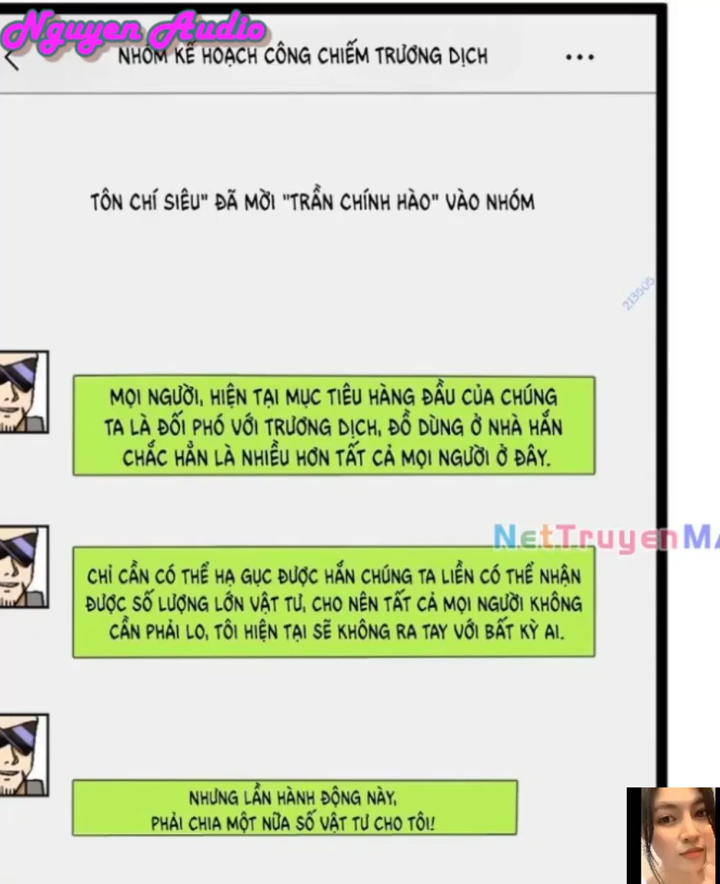 Nguyen Audio
NHÓM KẾ HOẠCH CÔNG CHIẾM TRƯƠNG DỊCH
TÔN CHÍ SIÊU" ĐÃ MỜI "TRẦN CHÍNH HÀO" VÀO NHÓM
213505
MỌI NGƯỜI, HIỆN TẠI MỤC TIÊU HÀNG ĐẦU CỦA CHÚNG
TA LÀ ĐỐI PHÓ VỚI TRƯƠNG DỊCH, ĐỒ DÙNG Ở NHÀ HẮN
CHẮC HẲN LÀ NHIỀU HƠN TẤT CẢ MỌI NGƯỜI Ở ĐÂY.
NetTruyenMA
CHỈ CẦN CÓ THỂ HẠ GỤC ĐƯỢC HẮN CHÚNG TA LIỀN CÓ THỂ NHẬN
ĐƯỢC SỐ LƯỢNG LỚN VẬT TƯ, CHO NÊN TẤT CẢ MỌI NGƯỜI KHÔNG
CẦN PHẢI LO, TÔI HIỆN TẠI SẼ KHÔNG RA TAY VỚI BẤT KỲ AI.
NHƯNG LẦN HÀNH ĐỘNG NÀY,
PHẢI CHIA MỘT NỮA SỐ VẬT TƯ CHO TÔI!